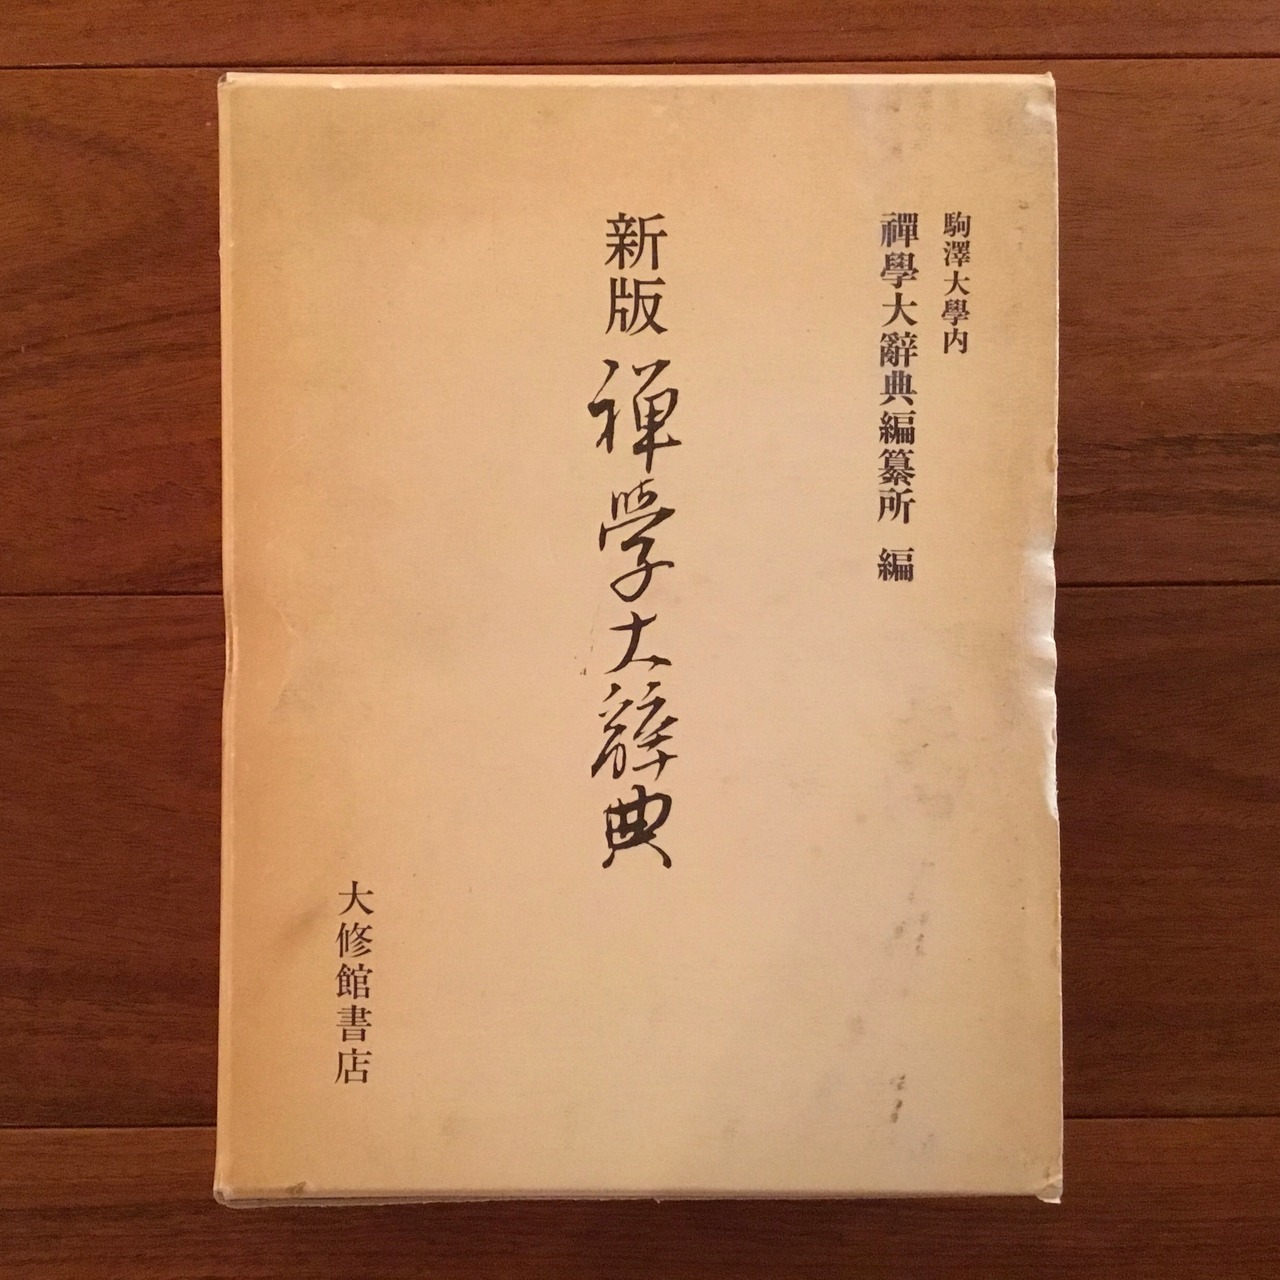 駒澤大學内
禪學大辭典編纂所 編
新版 禅学大辞典
大修館書店